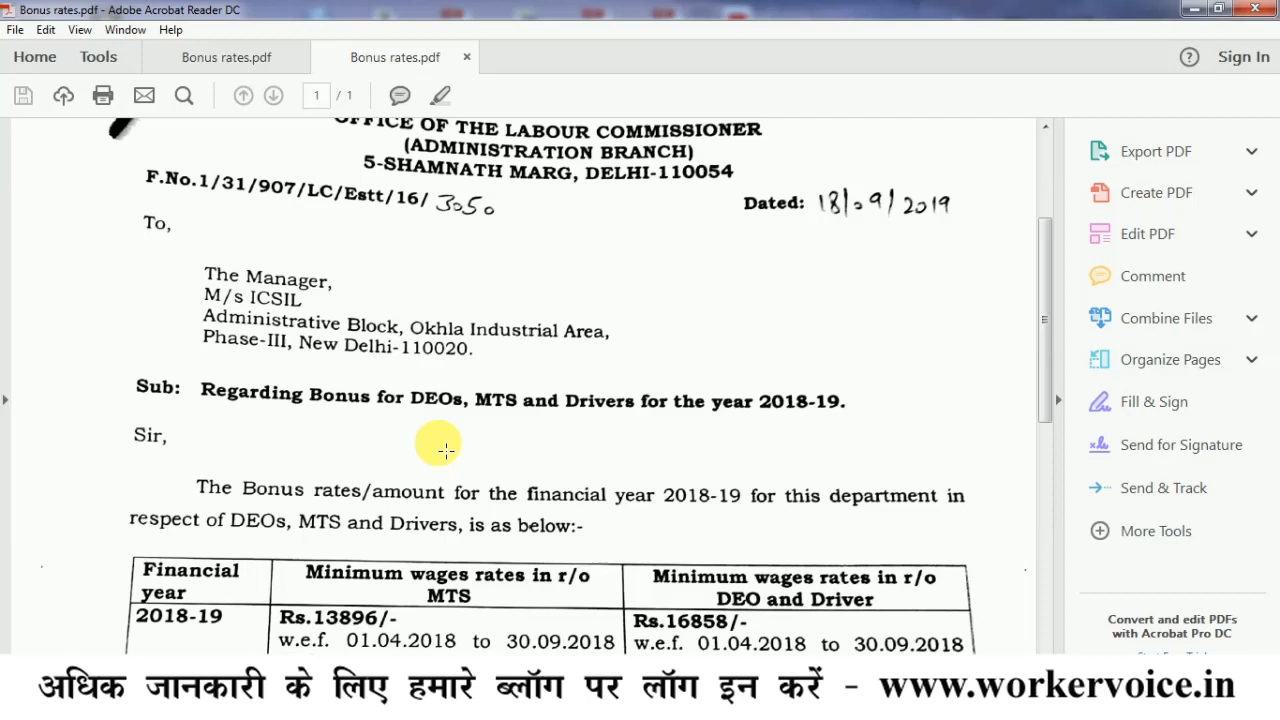 Bonus rates.pdf - Adobe Acrobat Reader DC
File Edit View Window Help
Home Tools Bonus rates.pdf Bonus rates.pdf × ? Sign In
1 / 1
OFFICE OF THE LABOUR COMMISSIONER
(ADMINISTRATION BRANCH)
5-SHAMNATH MARG, DELHI-110054
F.No.1/31/907/LC/Estt/16/ 3050 Dated: 18/09/2019
To,
The Manager,
M/s ICSIL
Administrative Block, Okhla Industrial Area,
Phase-III, New Delhi-110020.
Sub: Regarding Bonus for DEOs, MTS and Drivers for the year 2018-19.
Sir,
The Bonus rates/amount for the financial year 2018-19 for this department in
respect of DEOs, MTS and Drivers, is as below:-
Financial year
Minimum wages rates in r/o
MTS
Minimum wages rates in r/o
DEO and Driver
2018-19
Rs.13896/-
w.e.f. 01.04.2018 to 30.09.2018
Rs.16858/-
w.e.f. 01.04.2018 to 30.09.2018
Export PDF
Create PDF
Edit PDF
Comment
Combine Files
Organize Pages
Fill & Sign
Send for Signature
Send & Track
More Tools
Convert and edit PDFs
with Acrobat Pro DC
अधिक जानकारी के लिए हमारे ब्लॉग पर लॉग इन करें - www.workervoice.in